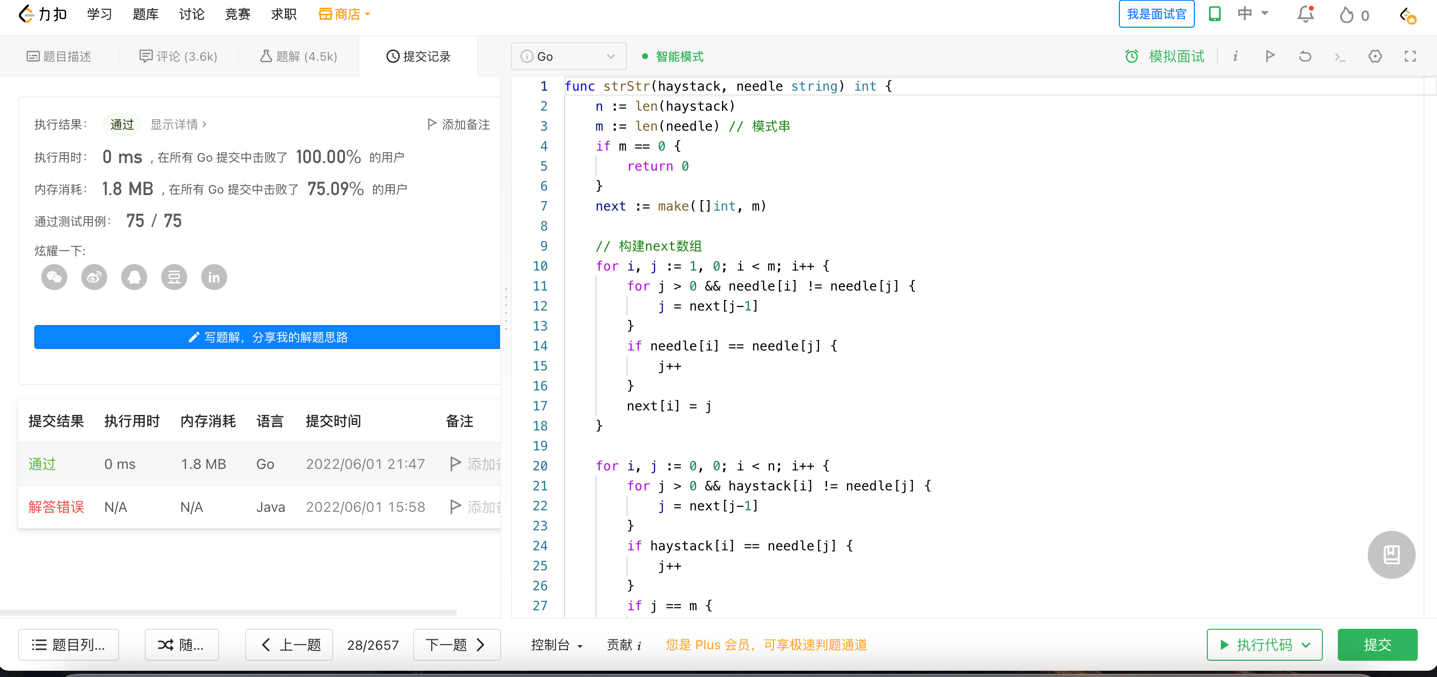 力扣 学习 题库 讨论 竞赛 求职 商店 我是面试官 中 0
题目描述 评论 (3.6k) 题解 (4.5k) 提交记录
i Go 智能模式 模拟面试 i
执行结果： 通过 显示详情 > 添加备注
执行用时： 0 ms ，在所有 Go 提交中击败了 100.00% 的用户
内存消耗： 1.8 MB ，在所有 Go 提交中击败了 75.09% 的用户
通过测试用例： 75 / 75
炫耀一下:
豆 in
写题解，分享我的解题思路
提交结果 执行用时 内存消耗 语言 提交时间 备注
通过 0 ms 1.8 MB Go 2022/06/01 21:47 添加
解答错误 N/A N/A Java 2022/06/01 15:58 添加
1 func strStr(haystack, needle string) int {
2 n := len(haystack)
3 m := len(needle) // 模式串
4 if m == 0 {
5 return 0
6 }
7 next := make([]int, m)
8
9 // 构建next数组
10 for i, j := 1, 0; i < m; i++ {
11 for j > 0 && needle[i] != needle[j] {
12 j = next[j-1]
13 }
14 if needle[i] == needle[j] {
15 j++
16 }
17 next[i] = j
18 }
19
20 for i, j := 0, 0; i < n; i++ {
21 for j > 0 && haystack[i] != needle[j] {
22 j = next[j-1]
23 }
24 if haystack[i] == needle[j] {
25 j++
26 }
27 if j == m {
题目列... 随... 上一题 28/2657 下一题 控制台 贡献 i 您是 Plus 会员，可享极速判题通道 执行代码 提交